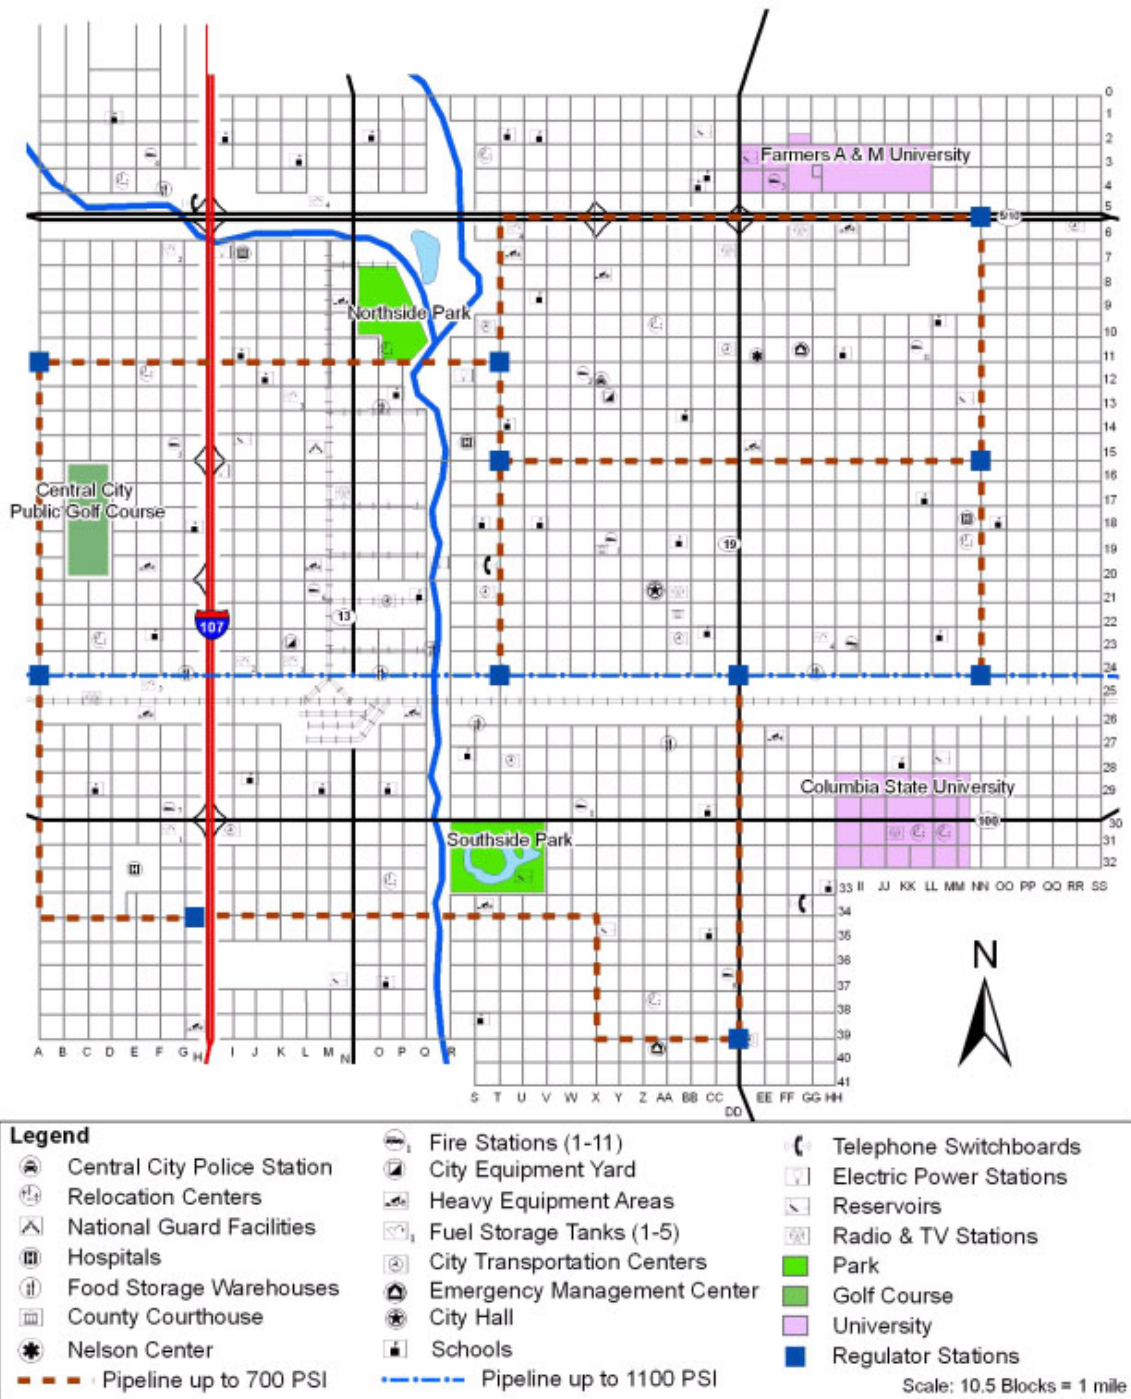 0
1
2
Farmers A & M University
3
4
5
5/10
6
7
8
Northside Park
9
10
11
12
13
14
15
Central City
Public Golf Course
16
17
18
19
19
20
21
13
107
22
23
24
25
26
27
28
Columbia State University
29
100
30
Southside Park
31
32
33 II JJ KK LL MM NN OO PP QQ RR SS
34
35
36
N
37
38
39
A B C D E F G H I J K L M N O P Q R
40
41
S T U V W X Y Z AA BB CC DD EE FF GG HH
Legend
Central City Police Station
Relocation Centers
National Guard Facilities
Hospitals
Food Storage Warehouses
County Courthouse
Nelson Center
Pipeline up to 700 PSI
Fire Stations (1-11)
City Equipment Yard
Heavy Equipment Areas
Fuel Storage Tanks (1-5)
City Transportation Centers
Emergency Management Center
City Hall
Schools
Pipeline up to 1100 PSI
Telephone Switchboards
Electric Power Stations
Reservoirs
Radio & TV Stations
Park
Golf Course
University
Regulator Stations
Scale: 10.5 Blocks = 1 mile